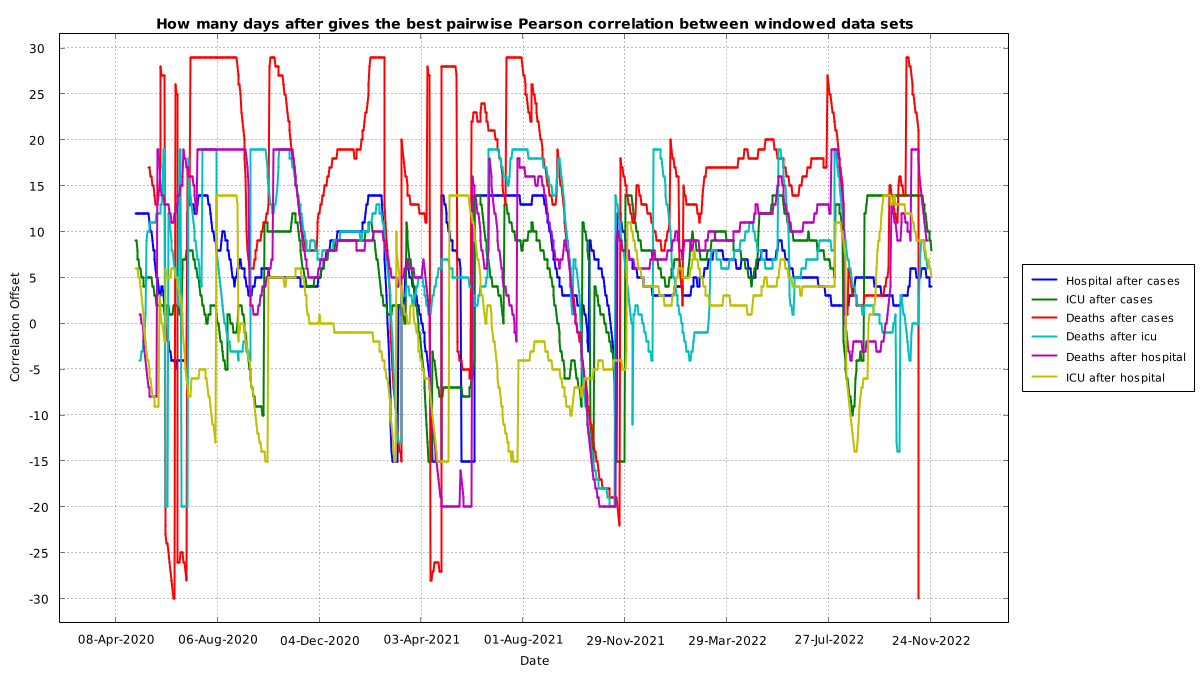 How many days after gives the best pairwise Pearson correlation between windowed data sets
Correlation Offset
30
25
20
15
10
5
0
-5
-10
-15
-20
-25
-30
08-Apr-2020
06-Aug-2020
04-Dec-2020
03-Apr-2021
01-Aug-2021
29-Nov-2021
29-Mar-2022
27-Jul-2022
24-Nov-2022
Date
Hospital after cases
ICU after cases
Deaths after cases
Deaths after icu
Deaths after hospital
ICU after hospital